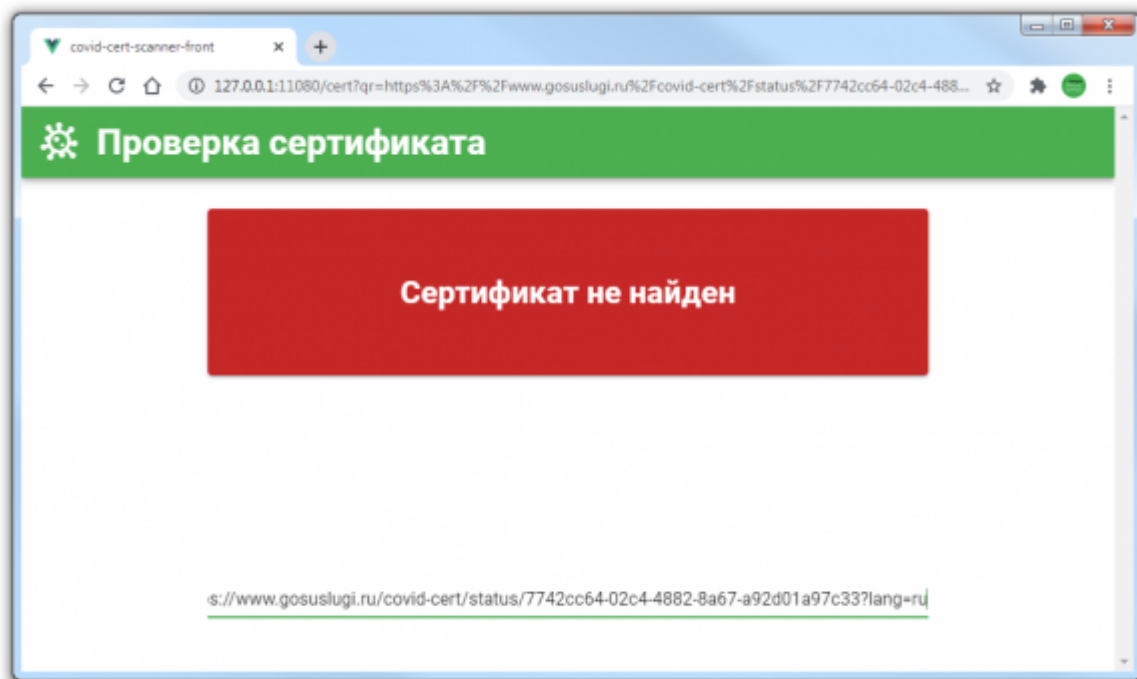 covid-cert-scanner-front
127.0.0.1:11080/cert?qr=https%3A%2F%2Fwww.gosuslugi.ru%2Fcovid-cert%2Fstatus%2F7742cc64-02c4-488...
Проверка сертификата
Сертификат не найден
s://www.gosuslugi.ru/covid-cert/status/7742cc64-02c4-4882-8a67-a92d01a97c33?lang=ru